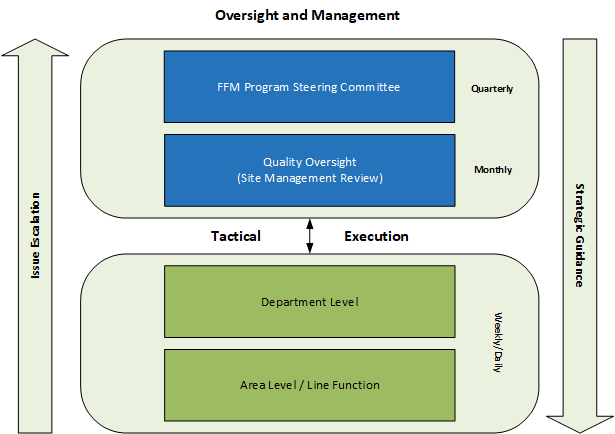 Oversight and Management
FFM Program Steering Committee
Quarterly
Quality Oversight
(Site Management Review)
Monthly
Issue Escalation
Strategic Guidance
Tactical
Execution
Department Level
Weekly/Daily
Area Level / Line Function